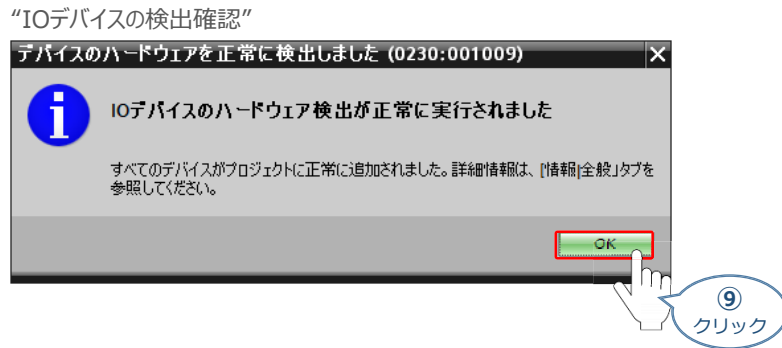 “IOデバイスの検出確認”
デバイスのハードウェアを正常に検出しました (0230:001009)
IOデバイスのハードウェア検出が正常に実行されました
すべてのデバイスがプロジェクトに正常に追加されました。詳細情報は、[情報|全般」タブを
参照してください。
OK
⑨
クリック